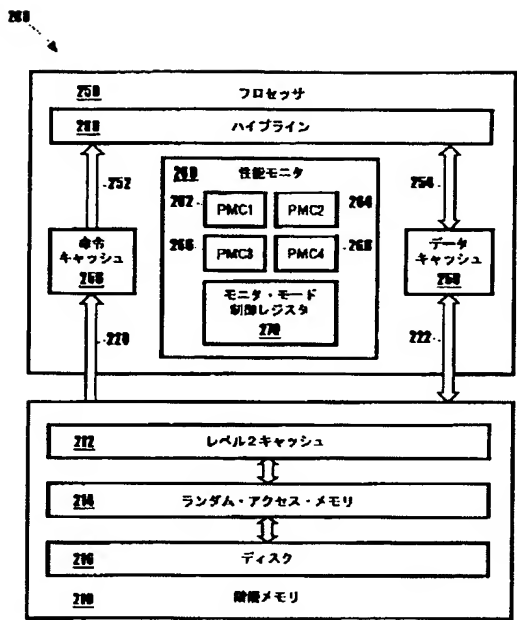 200
250 プロセッサ
280 パイプライン
252
260 性能モニタ
254
262 PMC1 PMC2 264
266 PMC3 PMC4 268
命令
キャッシュ
256
データ
キャッシュ
258
モニタ・モード
制御レジスタ
270
220
222
212 レベル2キャッシュ
214 ランダム・アクセス・メモリ
216 ディスク
210 階層メモリ